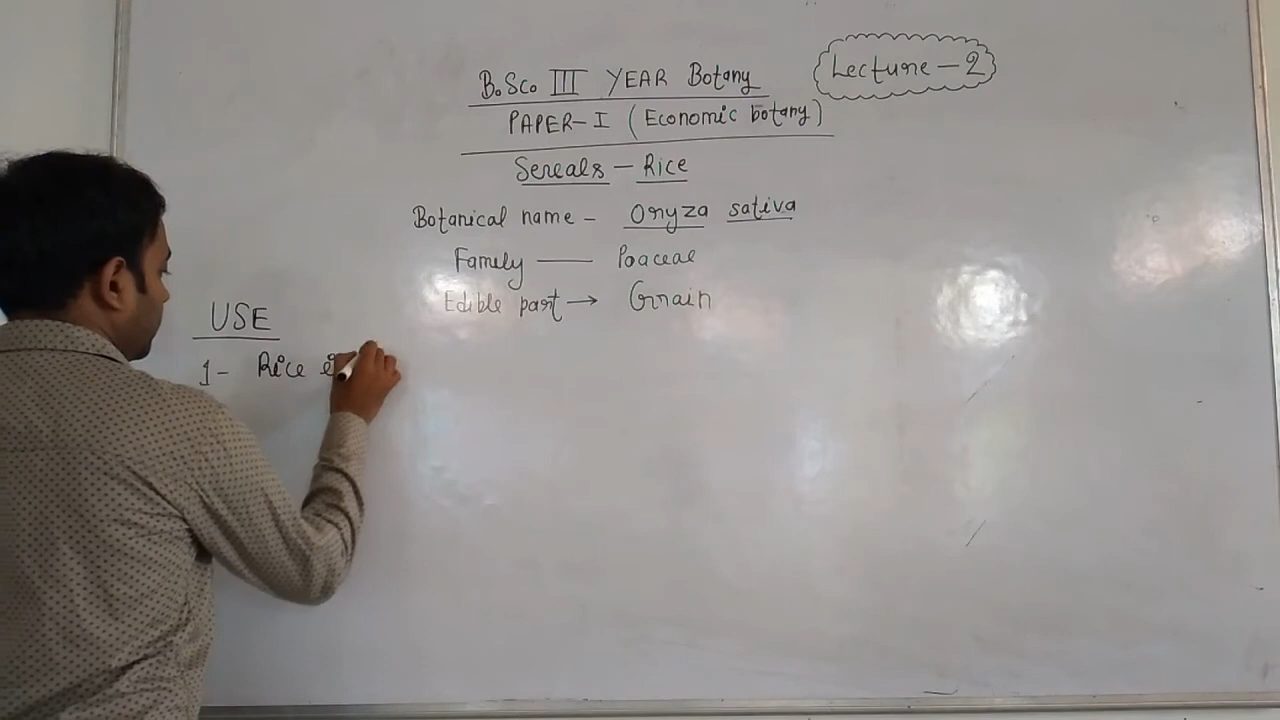 B.Sc. III YEAR Botany
Lecture - 2
PAPER - I (Economic botany)
Sereals - Rice
Botanical name - Oryza sativa
Family — Poaceae
Edible part → Grain
USE
1- Rice